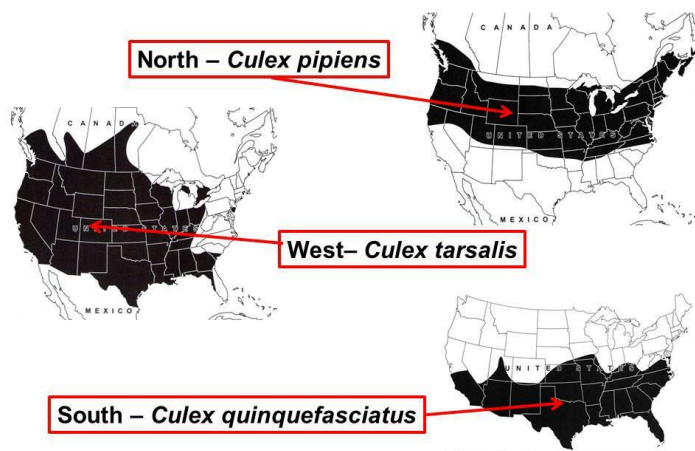 CANADA
North – Culex pipiens
UNITED STATES
MEXICO
CANADA
UNITED STATES
MEXICO
West– Culex tarsalis
UNITED STATES
South – Culex quinquefasciatus